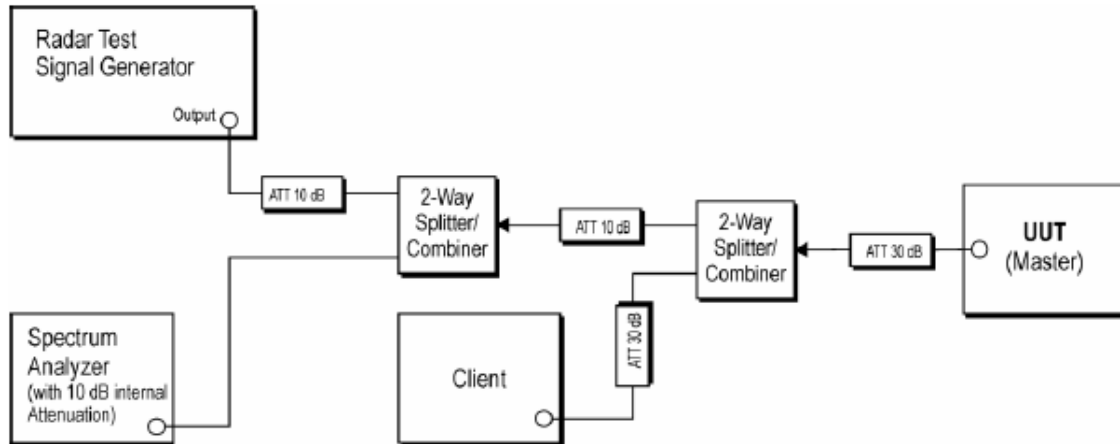 Radar Test
Signal Generator
Output
ATT 10 dB
2-Way
Splitter/
Combiner
ATT 10 dB
2-Way
Splitter/
Combiner
ATT 30 dB
UUT
(Master)
Spectrum
Analyzer
(with 10 dB internal
Attenuation)
Client
ATT 30 dB